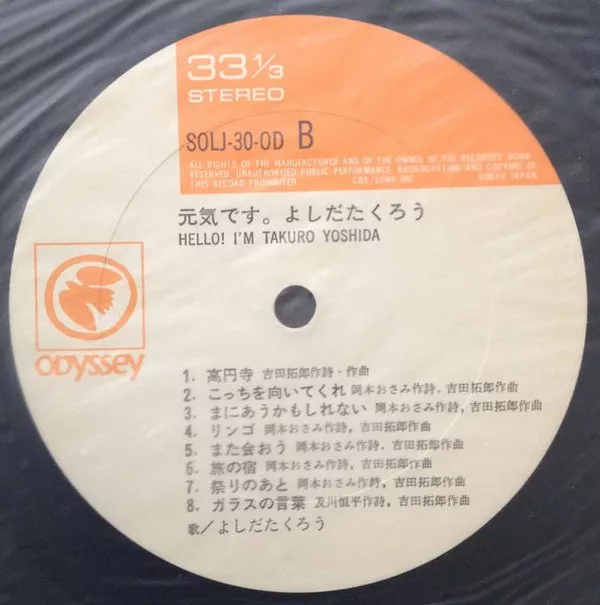 33 1/3
STEREO
SOLJ-30-OD B
ALL RIGHTS OF THE MANUFACTURER AND OF THE OWNER OF THE RECORDED WORK
RESERVED. UNAUTHORIZED PUBLIC PERFORMANCE, BROADCASTING AND COPYING OF
THIS RECORD PROHIBITED CBS/SONY INC. TOKYO JAPAN.
元気です。よしだたくろう
HELLO! I'M TAKURO YOSHIDA
ODYSSEY
1. 高円寺 吉田拓郎作詩・作曲
2. こっちを向いてくれ 岡本おさみ作詩, 吉田拓郎作曲
3. まにあうかもしれない 岡本おさみ作詩, 吉田拓郎作曲
4. リンゴ 岡本おさみ作詩, 吉田拓郎作曲
5. また会おう 岡本おさみ作詩, 吉田拓郎作曲
6. 旅の宿 岡本おさみ作詩, 吉田拓郎作曲
7. 祭りのあと 岡本おさみ作詩, 吉田拓郎作曲
8. ガラスの言葉 及川恒平作詩, 吉田拓郎作曲
歌/よしだたくろう